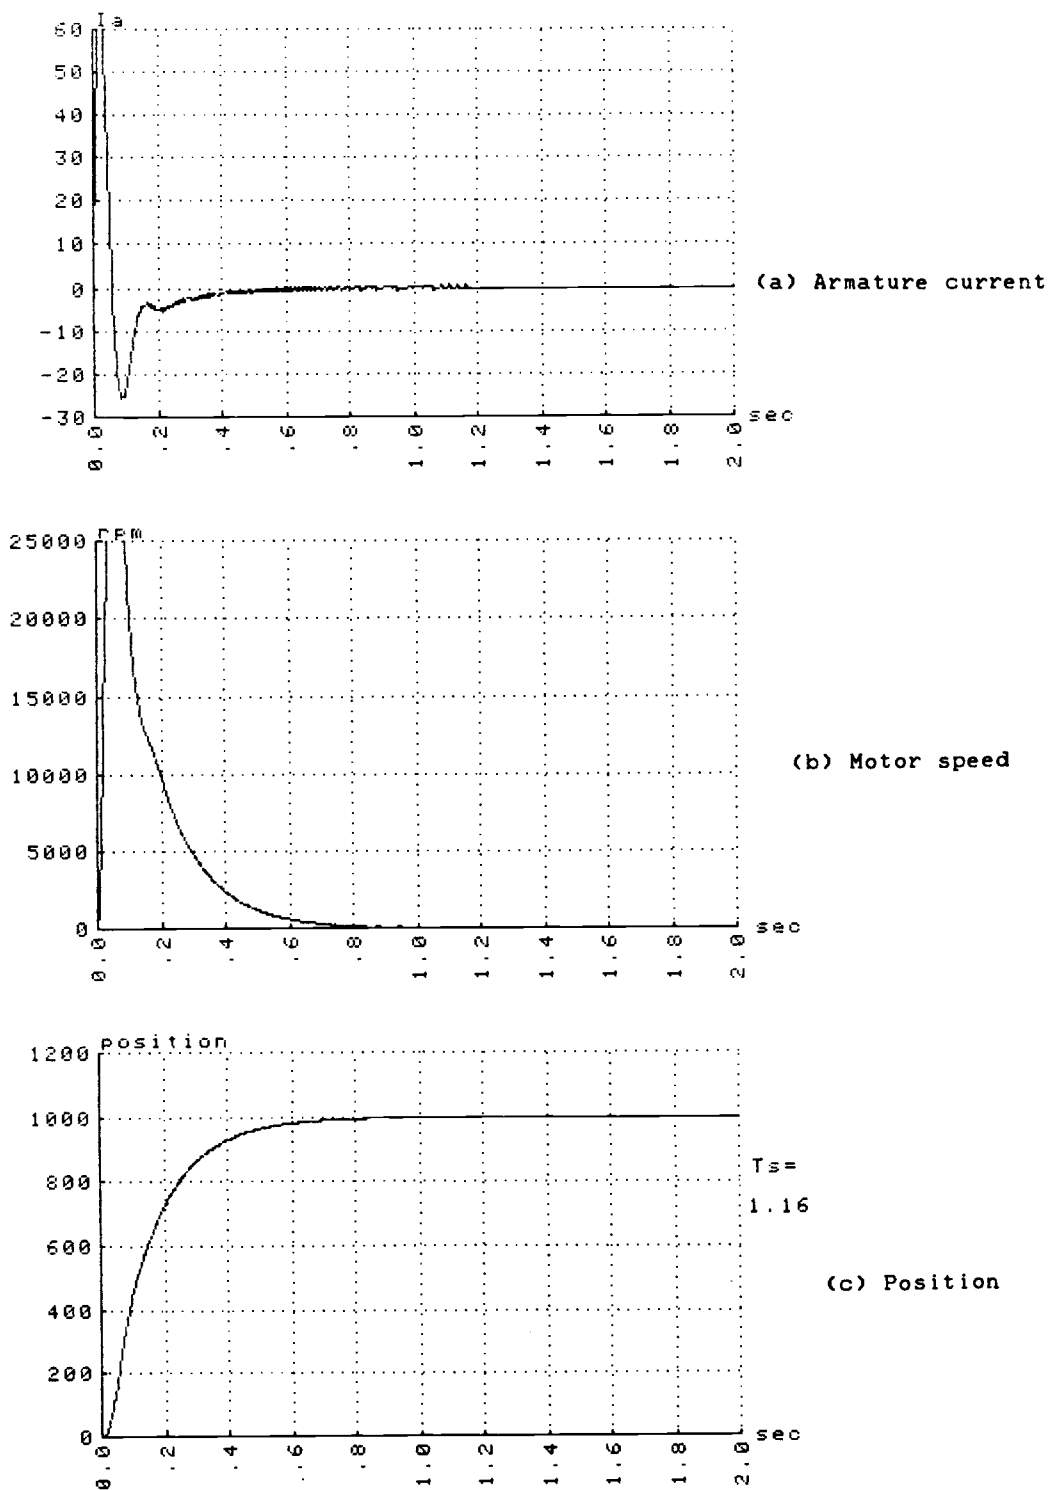 Ia
60
50
40
30
20
10
0
-10
-20
-30
0.0 .2 .4 .6 .8 1.0 1.2 1.4 1.6 1.8 2.0 sec
(a) Armature current
rpm
25000
20000
15000
10000
5000
0
0.0 .2 .4 .6 .8 1.0 1.2 1.4 1.6 1.8 2.0 sec
(b) Motor speed
position
1200
1000
800
600
400
200
0
0.0 .2 .4 .6 .8 1.0 1.2 1.4 1.6 1.8 2.0 sec
Ts=
1.16
(c) Position